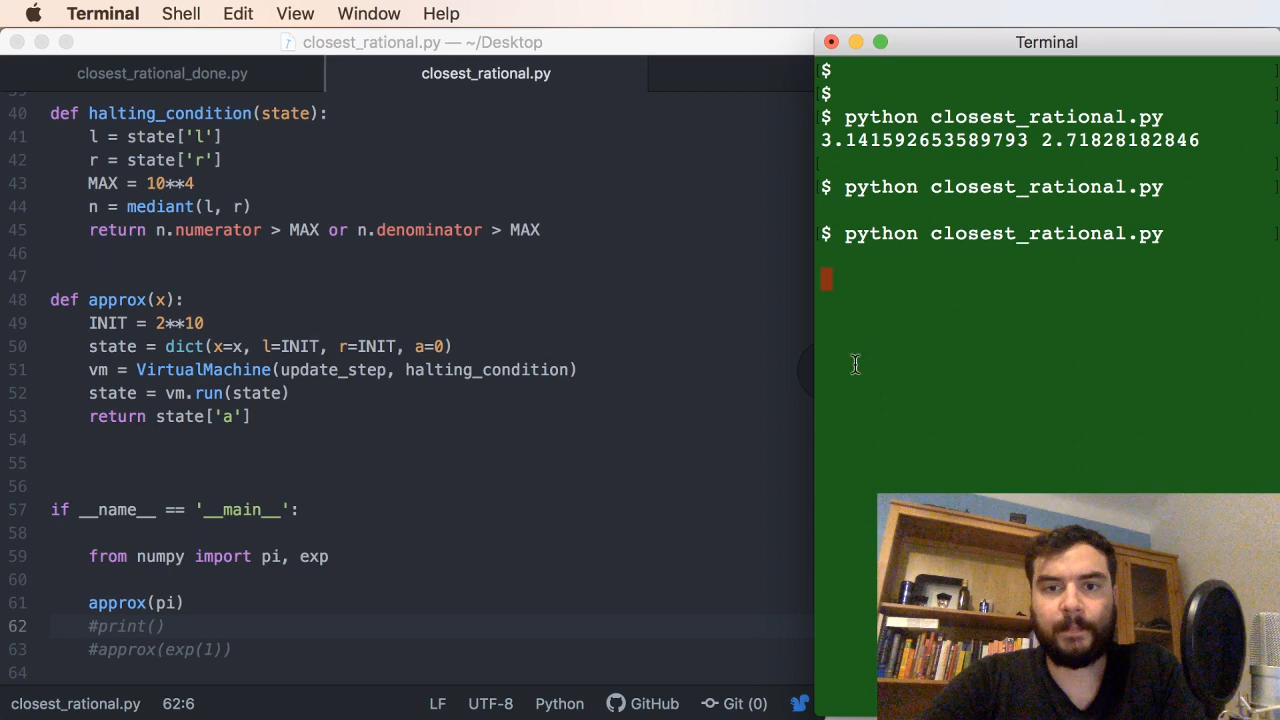 Terminal Shell Edit View Window Help
closest_rational.py — ~/Desktop
closest_rational_done.py closest_rational.py
40 def halting_condition(state):
41 l = state['l']
42 r = state['r']
43 MAX = 10**4
44 n = mediant(l, r)
45 return n.numerator > MAX or n.denominator > MAX
46
47
48 def approx(x):
49 INIT = 2**10
50 state = dict(x=x, l=INIT, r=INIT, a=0)
51 vm = VirtualMachine(update_step, halting_condition)
52 state = vm.run(state)
53 return state['a']
54
55
56
57 if __name__ == '__main__':
58
59 from numpy import pi, exp
60
61 approx(pi)
62 #print()
63 #approx(exp(1))
64
closest_rational.py 62:6 LF UTF-8 Python GitHub Git (0)
Terminal
$
$
$ python closest_rational.py
3.141592653589793 2.71828182846
$ python closest_rational.py
$ python closest_rational.py